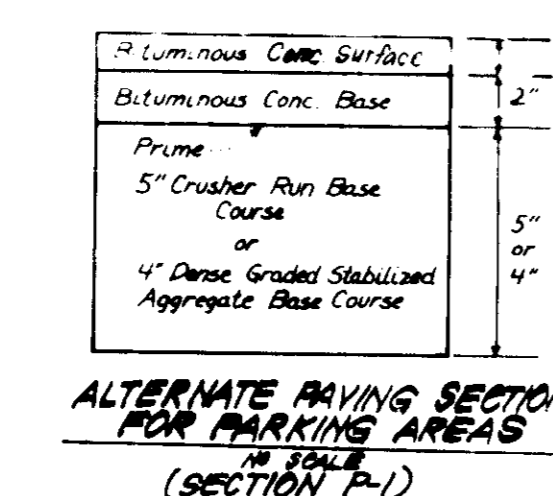 Bituminous Conc. Surface
Bituminous Conc. Base
2"
Prime
5" Crusher Run Base
Course
or
4" Dense Graded Stabilized
Aggregate Base Course
5"
or
4"
ALTERNATE PAVING SECTION
FOR PARKING AREAS
NO SCALE
(SECTION P-1)